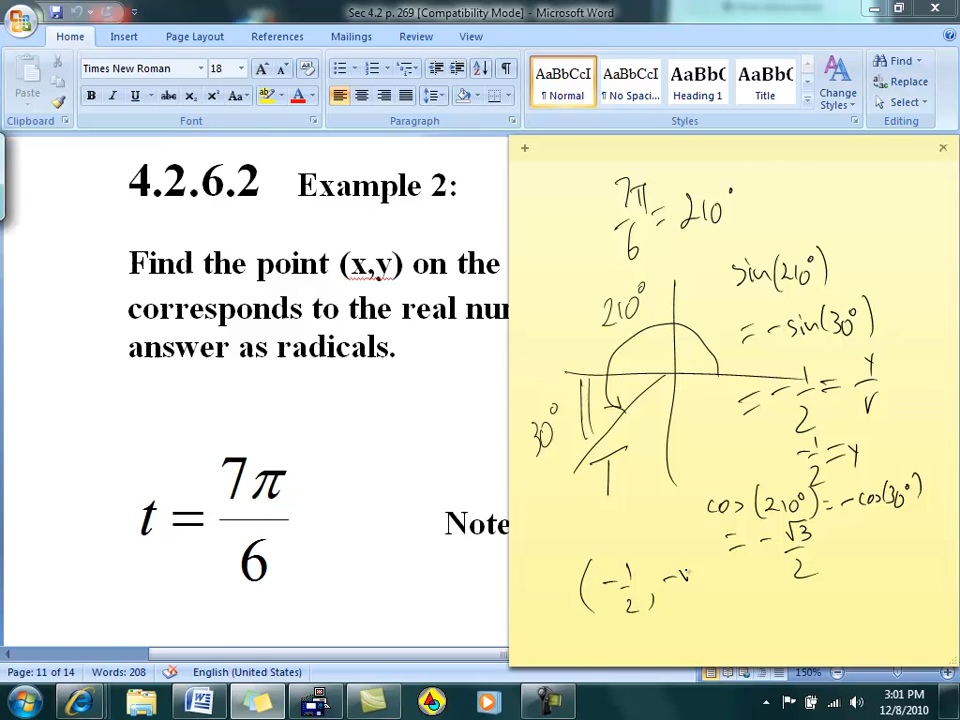 Sec 4.2 p. 269 [Compatibility Mode] - Microsoft Word
Home Insert Page Layout References Mailings Review View
Paste
Times New Roman 18
B I U abc x₂ x² Aa
AaBbCcI AaBbCcI AaBbC AaBbC
¶ Normal ¶ No Spaci... Heading 1 Title
Change Styles
Find
Replace
Select
Clipboard Font Paragraph Styles Editing
4.2.6.2 Example 2:
Find the point (x,y) on the
corresponds to the real nu
answer as radicals.
t = 7π/6
Note
7π/6 = 210°
210°
30°
sin(210°)
= -sin(30°)
= -1/2 = y/r
-1/2 = y
cos(210°) = -cos(30°)
= -√3/2
(-1/2, -
Page: 11 of 14 Words: 208 English (United States) 150%
3:01 PM
12/8/2010